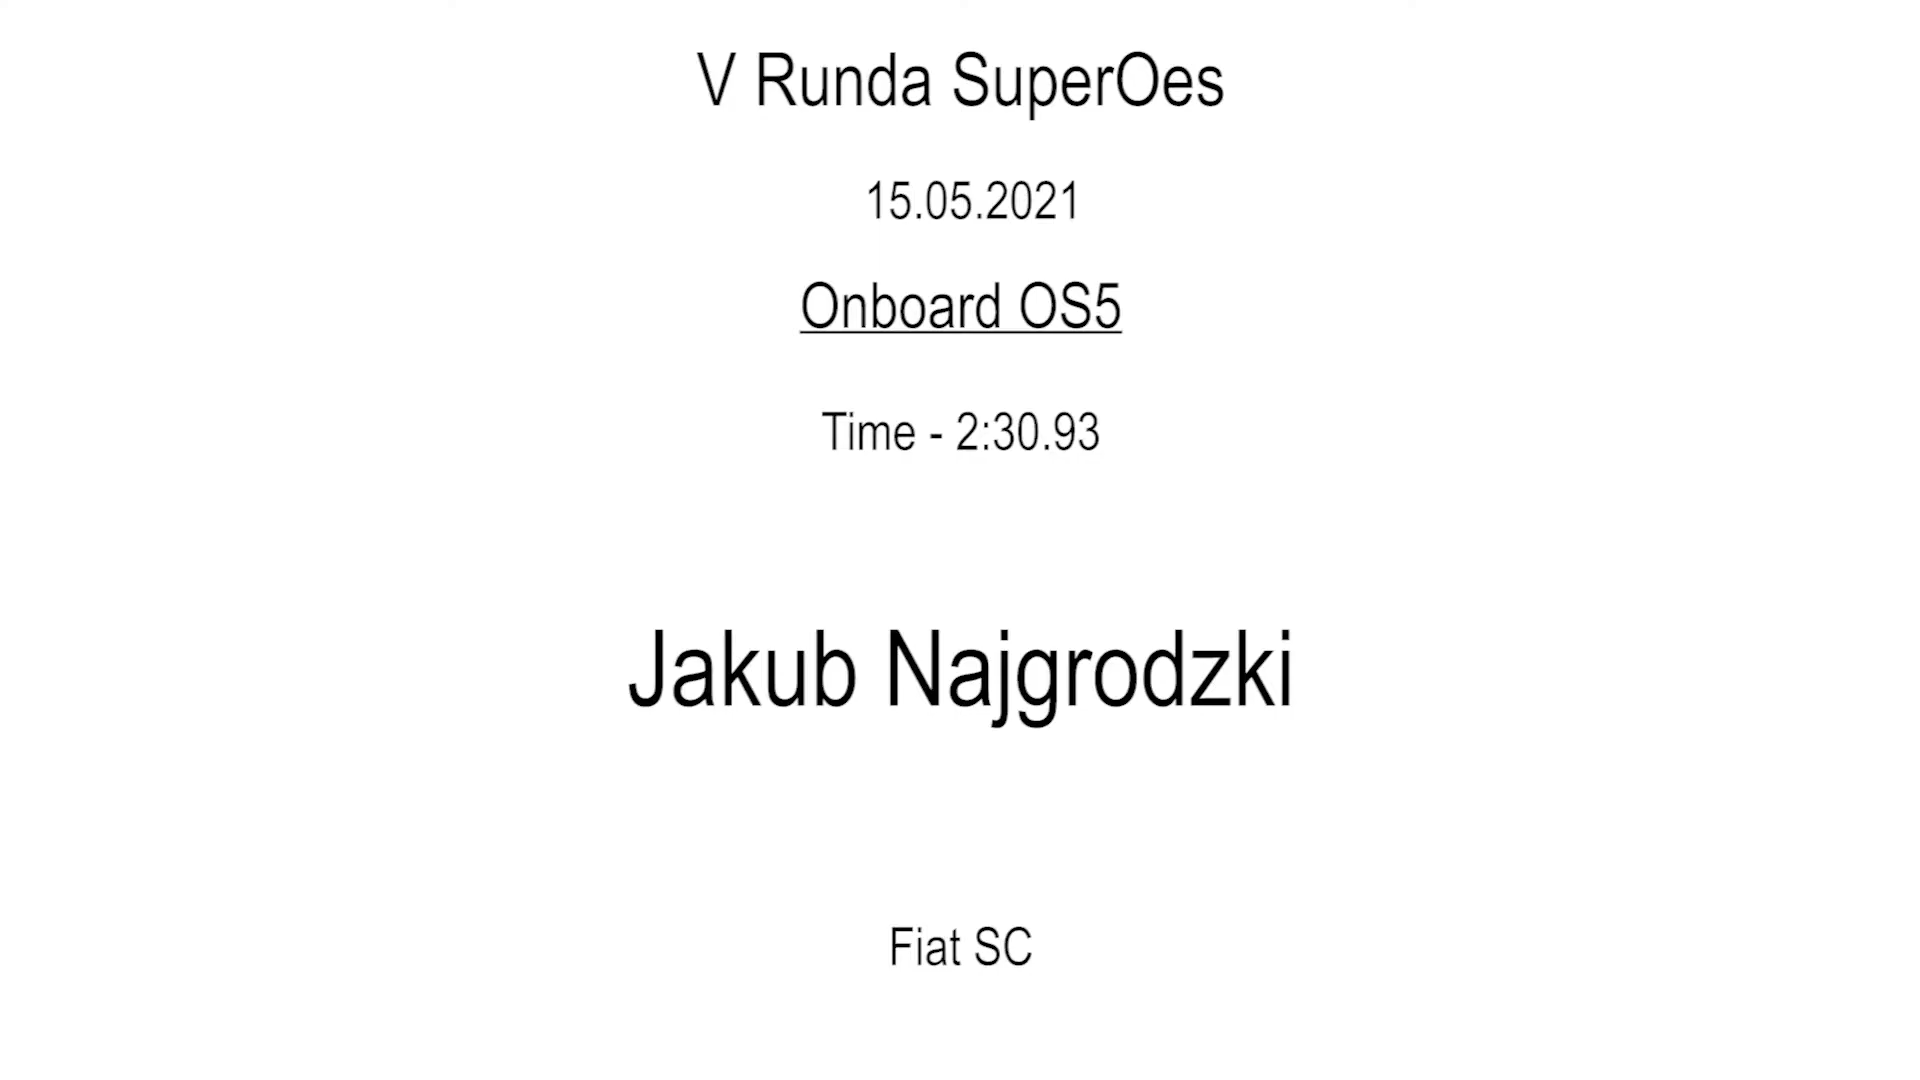 V Runda SuperOes
15.05.2021
Onboard OS5
Time - 2:30.93
Jakub Najgrodzki
Fiat SC